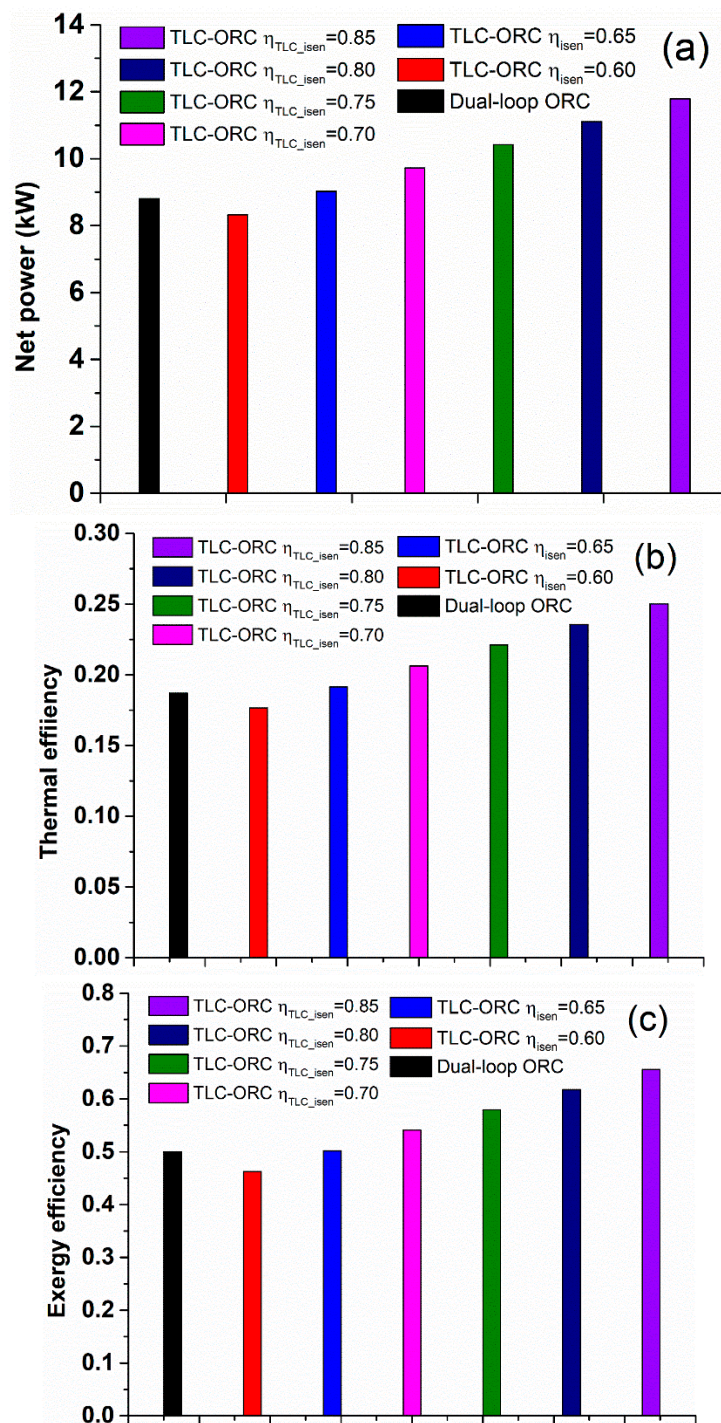 14
12
10
8
6
4
2
0
Net power (kW)
TLC-ORC ηTLC_isen=0.85
TLC-ORC ηTLC_isen=0.80
TLC-ORC ηTLC_isen=0.75
TLC-ORC ηTLC_isen=0.70
TLC-ORC ηisen=0.65
TLC-ORC ηisen=0.60
Dual-loop ORC
(a)
0.30
0.25
0.20
0.15
0.10
0.05
0.00
Thermal effiiency
TLC-ORC ηTLC_isen=0.85
TLC-ORC ηTLC_isen=0.80
TLC-ORC ηTLC_isen=0.75
TLC-ORC ηTLC_isen=0.70
TLC-ORC ηisen=0.65
TLC-ORC ηisen=0.60
Dual-loop ORC
(b)
0.8
0.7
0.6
0.5
0.4
0.3
0.2
0.1
0.0
Exergy efficiency
TLC-ORC ηTLC_isen=0.85
TLC-ORC ηTLC_isen=0.80
TLC-ORC ηTLC_isen=0.75
TLC-ORC ηTLC_isen=0.70
TLC-ORC ηisen=0.65
TLC-ORC ηisen=0.60
Dual-loop ORC
(c)